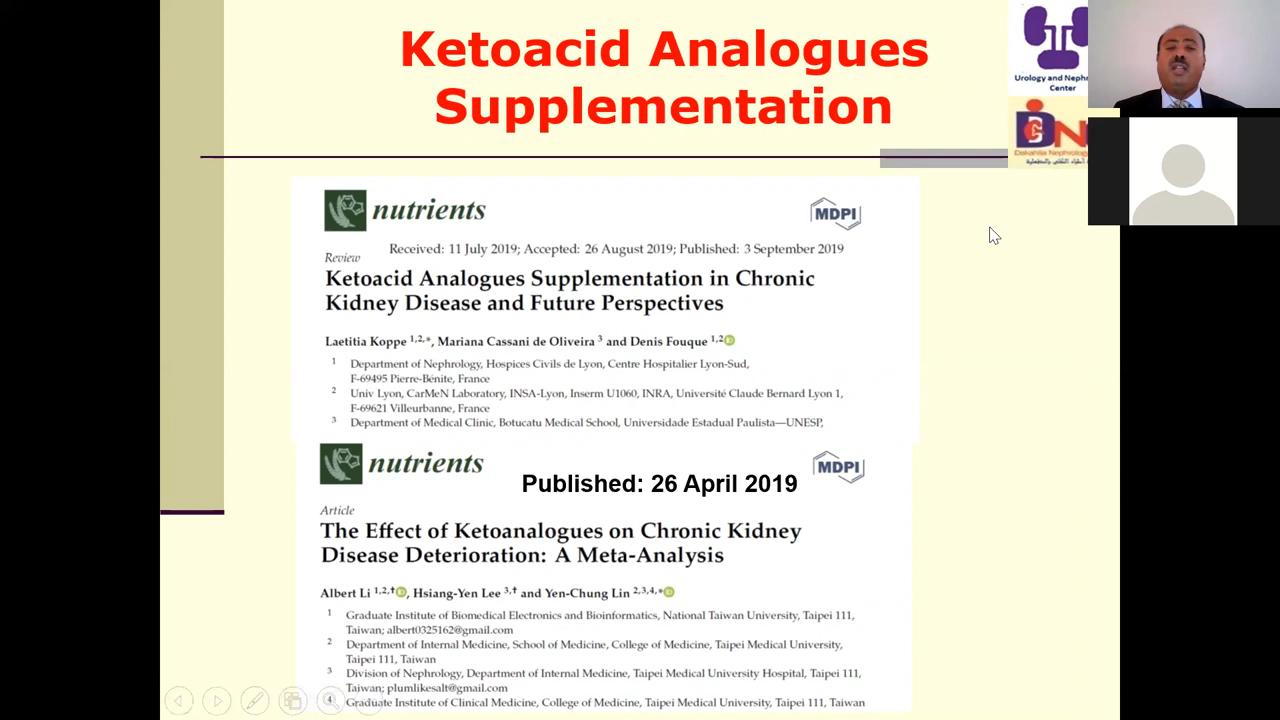 Ketoacid Analogues
Supplementation
Urology and Neph
Center
Dakahlia Nephrology
nutrients
MDPI
Received: 11 July 2019; Accepted: 26 August 2019; Published: 3 September 2019
Review
Ketoacid Analogues Supplementation in Chronic
Kidney Disease and Future Perspectives
Laetitia Koppe 1,2,*, Mariana Cassani de Oliveira 3 and Denis Fouque 1,2
1 Department of Nephrology, Hospices Civils de Lyon, Centre Hospitalier Lyon-Sud,
F-69495 Pierre-Bénite, France
2 Univ Lyon, CarMeN Laboratory, INSA-Lyon, Inserm U1060, INRA, Université Claude Bernard Lyon 1,
F-69621 Villeurbanne, France
3 Department of Medical Clinic, Botucatu Medical School, Universidade Estadual Paulista—UNESP,
nutrients
MDPI
Published: 26 April 2019
Article
The Effect of Ketoanalogues on Chronic Kidney
Disease Deterioration: A Meta-Analysis
Albert Li 1,2,†, Hsiang-Yen Lee 3,† and Yen-Chung Lin 2,3,4,*
1 Graduate Institute of Biomedical Electronics and Bioinformatics, National Taiwan University, Taipei 111,
Taiwan; albert0325162@gmail.com
2 Department of Internal Medicine, School of Medicine, College of Medicine, Taipei Medical University,
Taipei 111, Taiwan
3 Division of Nephrology, Department of Internal Medicine, Taipei Medical University Hospital, Taipei 111,
Taiwan; plumlikesalt@gmail.com
4 Graduate Institute of Clinical Medicine, College of Medicine, Taipei Medical University, Taipei 111, Taiwan